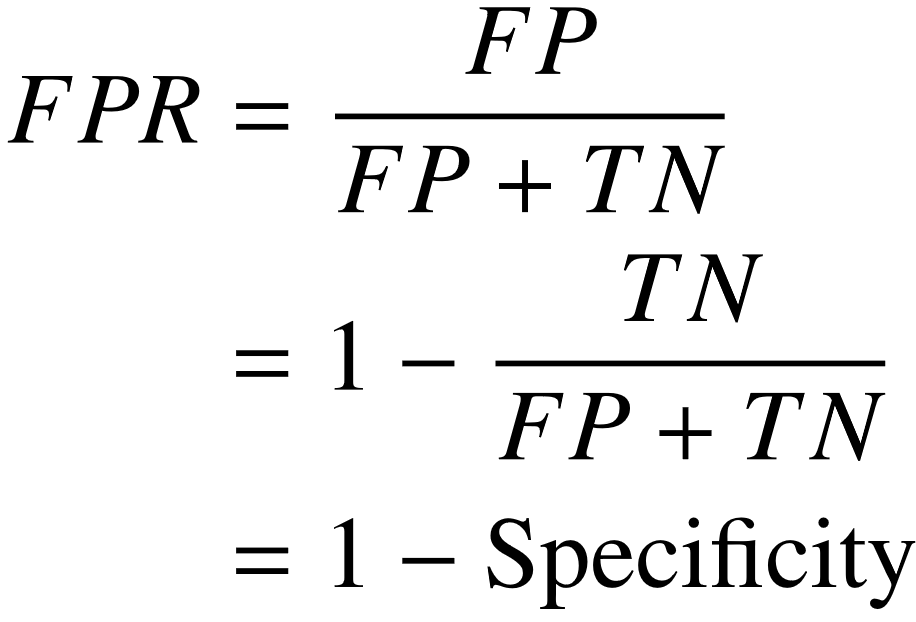 FPR = FP / FP + TN
= 1 − TN / FP + TN
= 1 − Specificity